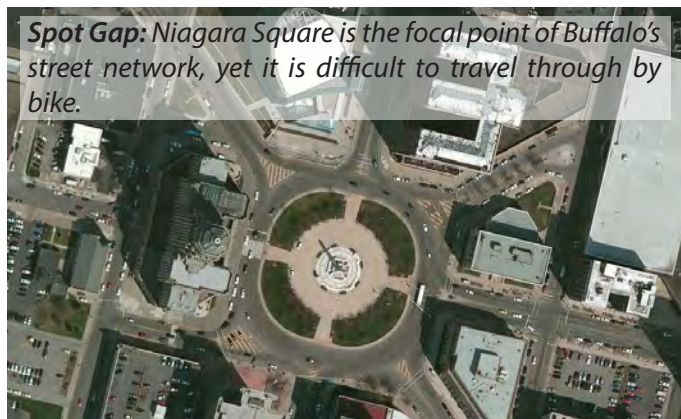 Spot Gap: Niagara Square is the focal point of Buffalo's
street network, yet it is difficult to travel through by
bike.